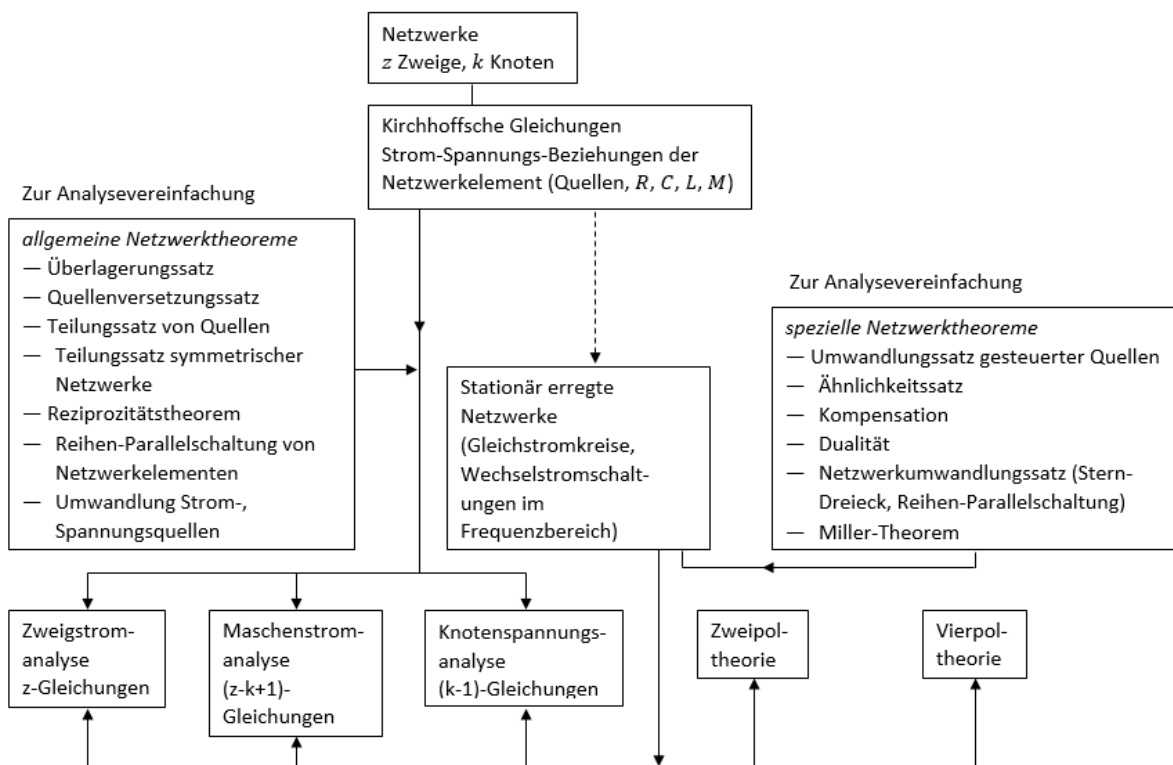 Netzwerke
z Zweige, k Knoten
Kirchhoffsche Gleichungen
Strom-Spannungs-Beziehungen der
Netzwerkelement (Quellen, R, C, L, M)
Zur Analysevereinfachung
allgemeine Netzwerktheoreme
— Überlagerungssatz
— Quellenversetzungssatz
— Teilungssatz von Quellen
— Teilungssatz symmetrischer
Netzwerke
— Reziprozitätstheorem
— Reihen-Parallelschaltung von
Netzwerkelementen
— Umwandlung Strom-,
Spannungsquellen
Stationär erregte
Netzwerke
(Gleichstromkreise,
Wechselstromschalt-
ungen im
Frequenzbereich)
Zur Analysevereinfachung
spezielle Netzwerktheoreme
— Umwandlungssatz gesteuerter Quellen
— Ähnlichkeitssatz
— Kompensation
— Dualität
— Netzwerkumwandlungssatz (Stern-
Dreieck, Reihen-Parallelschaltung)
— Miller-Theorem
Zweigstrom-
analyse
z-Gleichungen
Maschenstrom-
analyse
(z-k+1)-
Gleichungen
Knotenspannungs-
analyse
(k-1)-Gleichungen
Zweipol-
theorie
Vierpol-
theorie